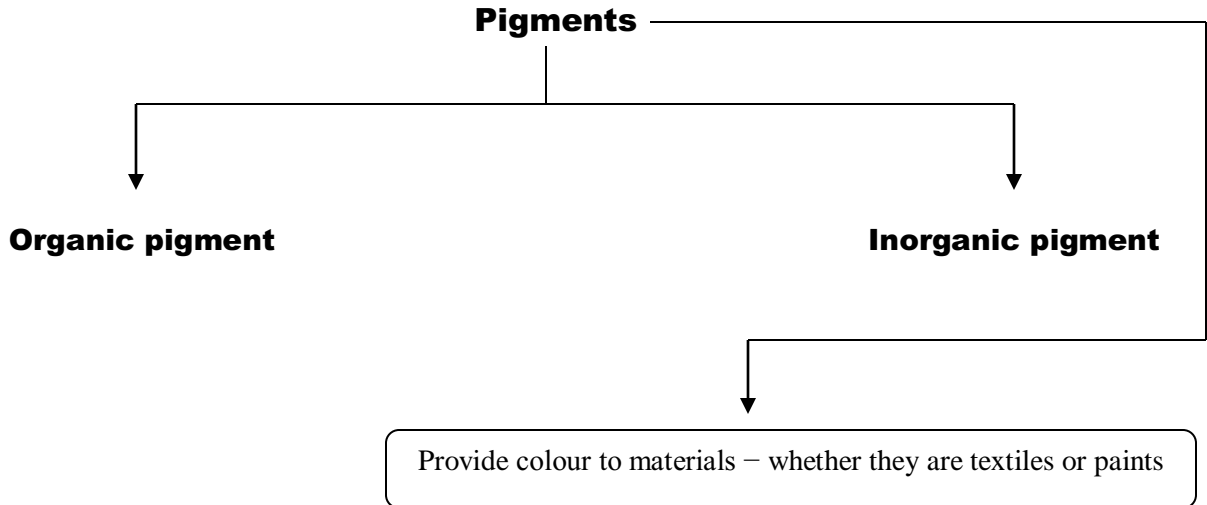 Pigments
Organic pigment
Inorganic pigment
Provide colour to materials − whether they are textiles or paints